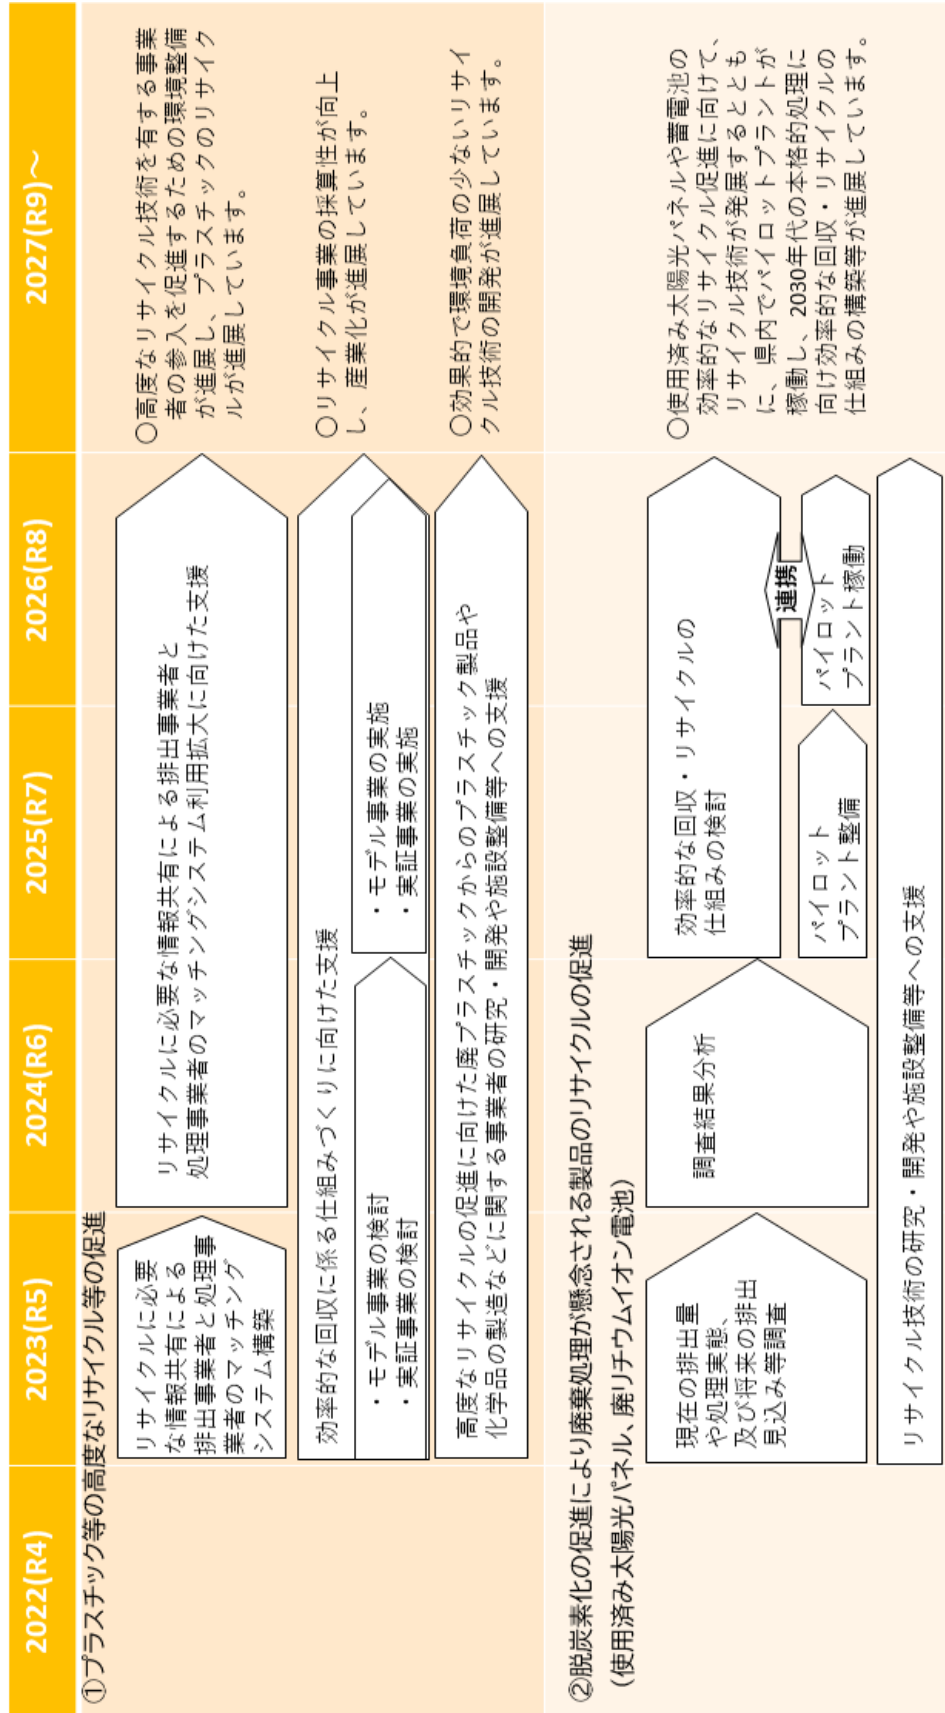 2022(R4)
2023(R5)
2024(R6)
2025(R7)
2026(R8)
2027(R9)～
①プラスチック等の高度なリサイクル等の促進
リサイクルに必要
な情報共有による
排出事業者と処理事
業者のマッチング
システム構築
リサイクルに必要な情報共有による排出事業者と
処理事業者のマッチングシステム利用拡大に向けた支援
○高度なリサイクル技術を有する事業
者の参入を促進するための環境整備
が進展し、プラスチックのリサイク
ルが進展しています。
効率的な回収に係る仕組みづくりに向けた支援
・モデル事業の検討
・実証事業の検討
・モデル事業の実施
・実証事業の実施
○リサイクル事業の採算性が向上
し、産業化が進展しています。
高度なリサイクルの促進に向けた廃プラスチックからのプラスチック製品や
化学品の製造などに関する事業者の研究・開発や施設整備等への支援
○効果的で環境負荷の少ないリサイ
クル技術の開発が進展しています。
②脱炭素化の促進により廃棄処理が懸念される製品のリサイクルの促進
（使用済み太陽光パネル、廃リチウムイオン電池）
現在の排出量
や処理実態、
及び将来の排出
見込み等調査
調査結果分析
効率的な回収・リサイクルの
仕組みの検討
連携
パイロット
プラント整備
パイロット
プラント稼働
リサイクル技術の研究・開発や施設整備等への支援
○使用済み太陽光パネルや蓄電池の
効率的なリサイクル促進に向けて、
リサイクル技術が発展するととも
に、県内でパイロットプラントが
稼働し、2030年代の本格的処理に
向け効率的な回収・リサイクルの
仕組みの構築等が進展しています。